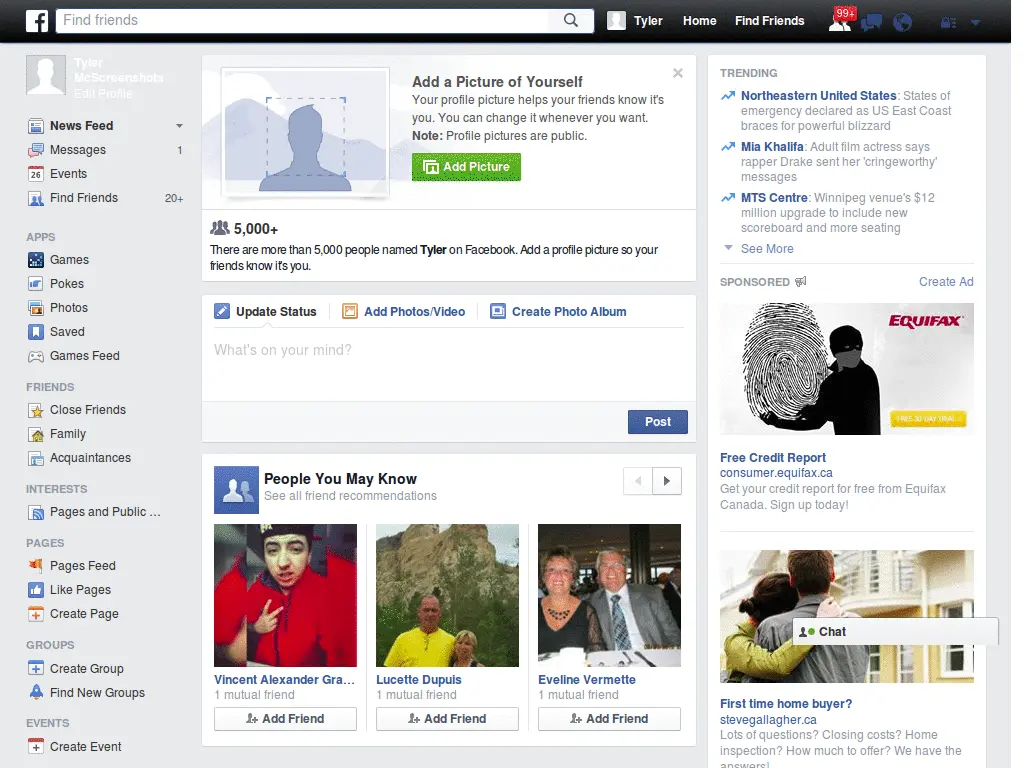 Find friends
Tyler
Home
Find Friends
99+
Tyler
McScreenshots
Edit Profile
News Feed
Messages 1
26 Events
Find Friends 20+
APPS
Games
Pokes
Photos
Saved
Games Feed
FRIENDS
Close Friends
Family
Acquaintances
INTERESTS
Pages and Public ...
PAGES
Pages Feed
Like Pages
Create Page
GROUPS
Create Group
Find New Groups
EVENTS
Create Event
Add a Picture of Yourself
Your profile picture helps your friends know it's
you. You can change it whenever you want.
Note: Profile pictures are public.
Add Picture
5,000+
There are more than 5,000 people named Tyler on Facebook. Add a profile picture so your
friends know it's you.
Update Status
Add Photos/Video
Create Photo Album
What's on your mind?
Post
People You May Know
See all friend recommendations
Vincent Alexander Gra...
1 mutual friend
Add Friend
Lucette Dupuis
1 mutual friend
Add Friend
Eveline Vermette
1 mutual friend
Add Friend
TRENDING
Northeastern United States: States of
emergency declared as US East Coast
braces for powerful blizzard
Mia Khalifa: Adult film actress says
rapper Drake sent her 'cringeworthy'
messages
MTS Centre: Winnipeg venue's $12
million upgrade to include new
scoreboard and more seating
See More
SPONSORED
Create Ad
EQUIFAX
FREE 30-DAY TRIAL
Free Credit Report
consumer.equifax.ca
Get your credit report for free from Equifax
Canada. Sign up today!
Chat
First time home buyer?
stevegallagher.ca
Lots of questions? Closing costs? Home
inspection? How much to offer? We have the
answers!